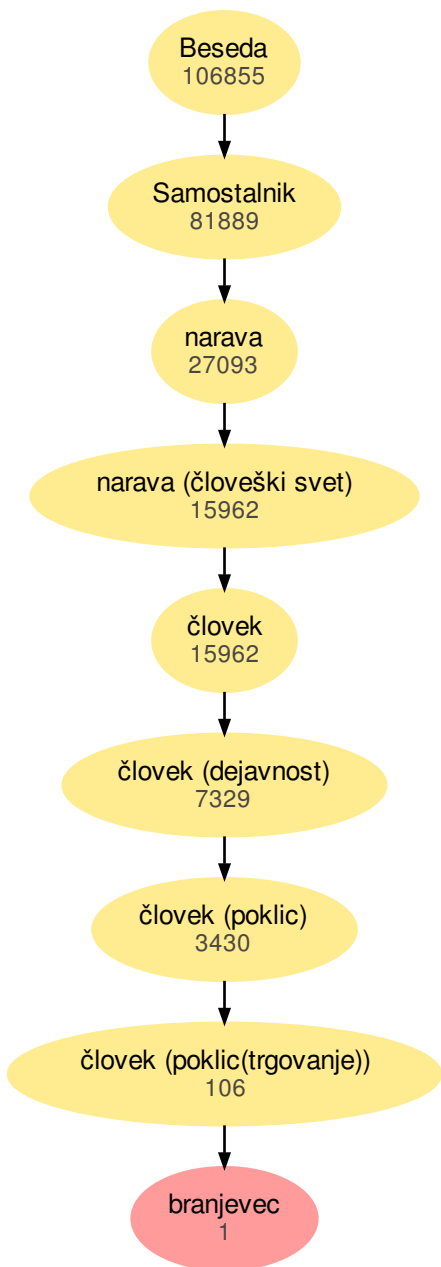 Beseda
106855
Samostalnik
81889
narava
27093
narava (človeški svet)
15962
človek
15962
človek (dejavnost)
7329
človek (poklic)
3430
človek (poklic(trgovanje))
106
branjevec
1